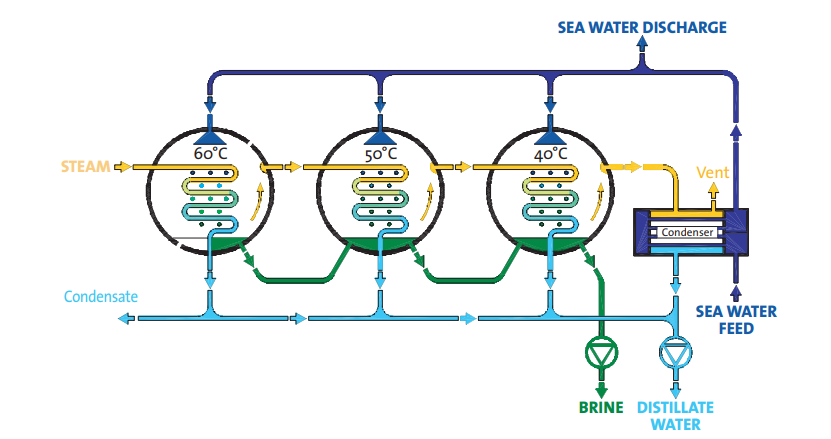 SEA WATER DISCHARGE
60°C
50°C
40°C
STEAM
Vent
Condenser
Condensate
SEA WATER
FEED
BRINE
DISTILLATE
WATER